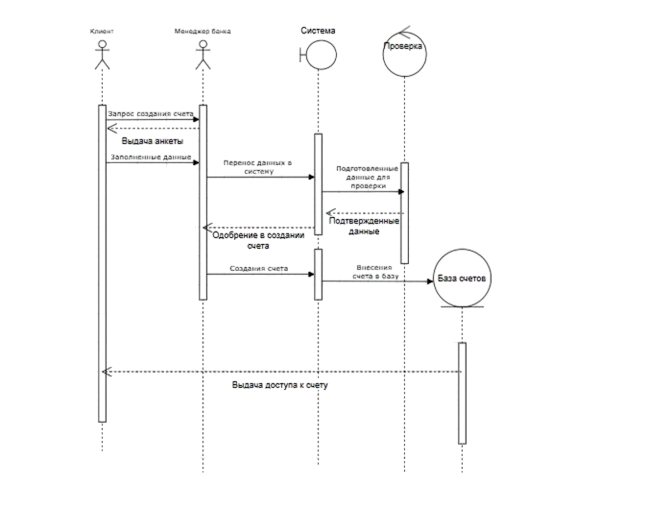 Клиент
Менеджер банка
Система
Проверка
Запрос создания счета
Выдача анкеты
Заполненные данные
Перенос данных в
систему
Подготовленные
данные для
проверки
Подтвержденные
данные
Одобрение в создании
счета
Создания счета
Внесения
счета в базу
База счетов
Выдача доступа к счету